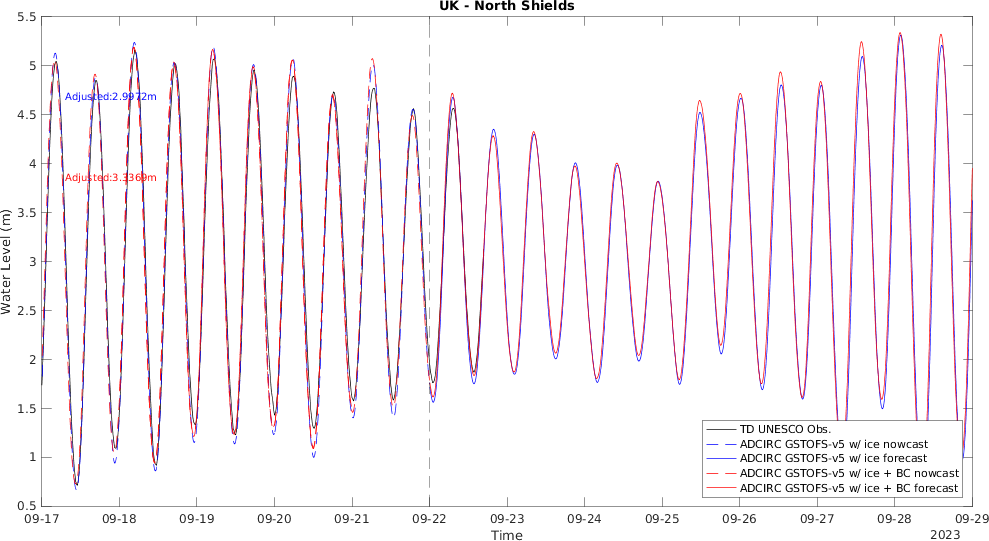 UK - North Shields
5.5
5
4.5
4
3.5
3
2.5
2
1.5
1
0.5
Water Level (m)
Adjusted:2.9972m
Adjusted:3.3369m
TD UNESCO Obs.
ADCIRC GSTOFS-v5 w/ ice nowcast
ADCIRC GSTOFS-v5 w/ ice forecast
ADCIRC GSTOFS-v5 w/ ice + BC nowcast
ADCIRC GSTOFS-v5 w/ ice + BC forecast
09-17 09-18 09-19 09-20 09-21 09-22 09-23 09-24 09-25 09-26 09-27 09-28 09-29
Time
2023